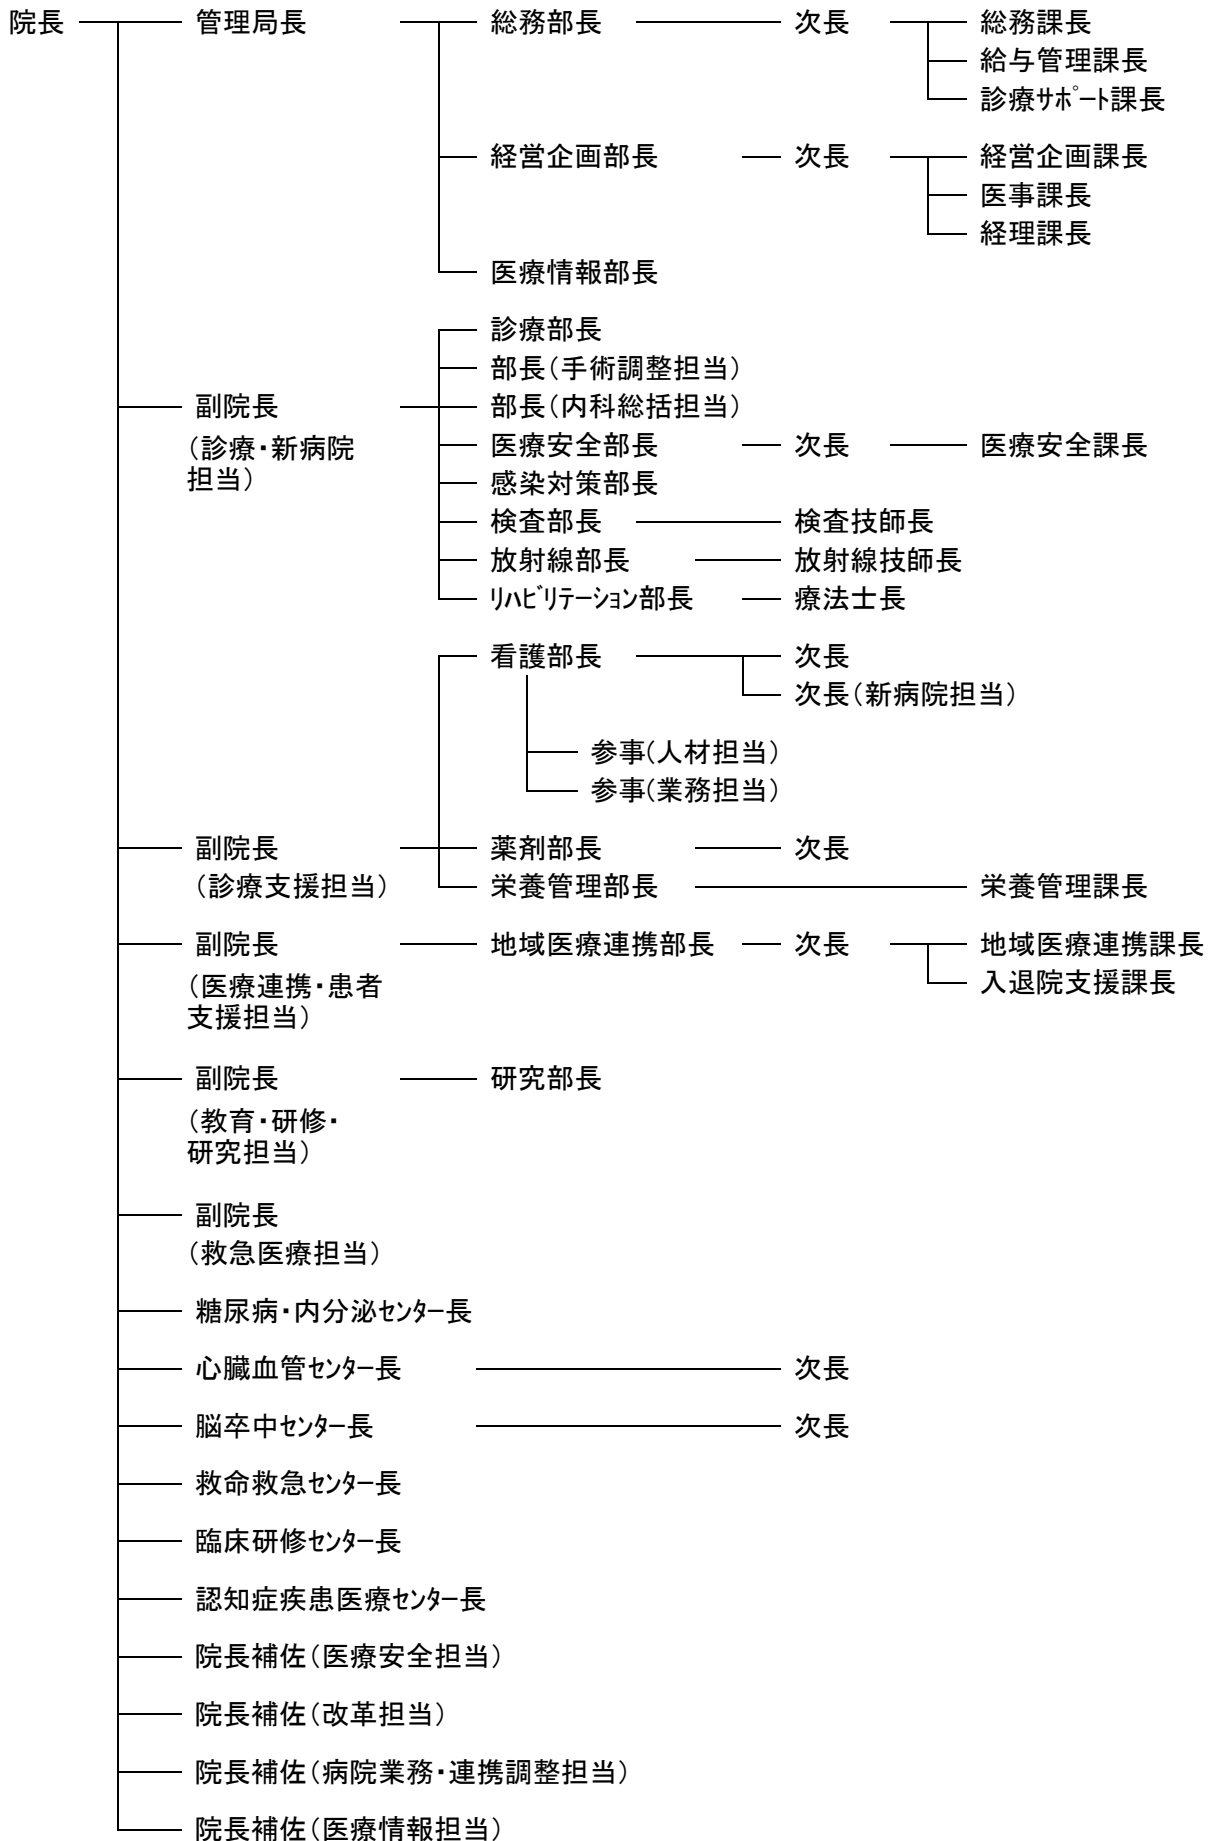 院長 管理局長 総務部長 次長 総務課長
給与管理課長
診療ｻﾎﾟｰﾄ課長
経営企画部長 次長 経営企画課長
医事課長
経理課長
医療情報部長
診療部長
部長（手術調整担当）
副院長 部長（内科総括担当）
（診療・新病院 医療安全部長 次長 医療安全課長
担当） 感染対策部長
検査部長 検査技師長
放射線部長 放射線技師長
ﾘﾊﾋﾞﾘﾃｰｼｮﾝ部長 療法士長
看護部長 次長
次長（新病院担当）
参事(人材担当）
参事(業務担当）
副院長 薬剤部長 次長
（診療支援担当） 栄養管理部長 栄養管理課長
副院長 地域医療連携部長 次長 地域医療連携課長
（医療連携・患者 入退院支援課長
支援担当）
副院長 研究部長
（教育・研修・
研究担当）
副院長
（救急医療担当）
糖尿病・内分泌ｾﾝﾀｰ長
心臓血管ｾﾝﾀｰ長 次長
脳卒中ｾﾝﾀｰ長 次長
救命救急ｾﾝﾀｰ長
臨床研修ｾﾝﾀｰ長
認知症疾患医療ｾﾝﾀｰ長
院長補佐（医療安全担当）
院長補佐（改革担当）
院長補佐（病院業務・連携調整担当）
院長補佐（医療情報担当）